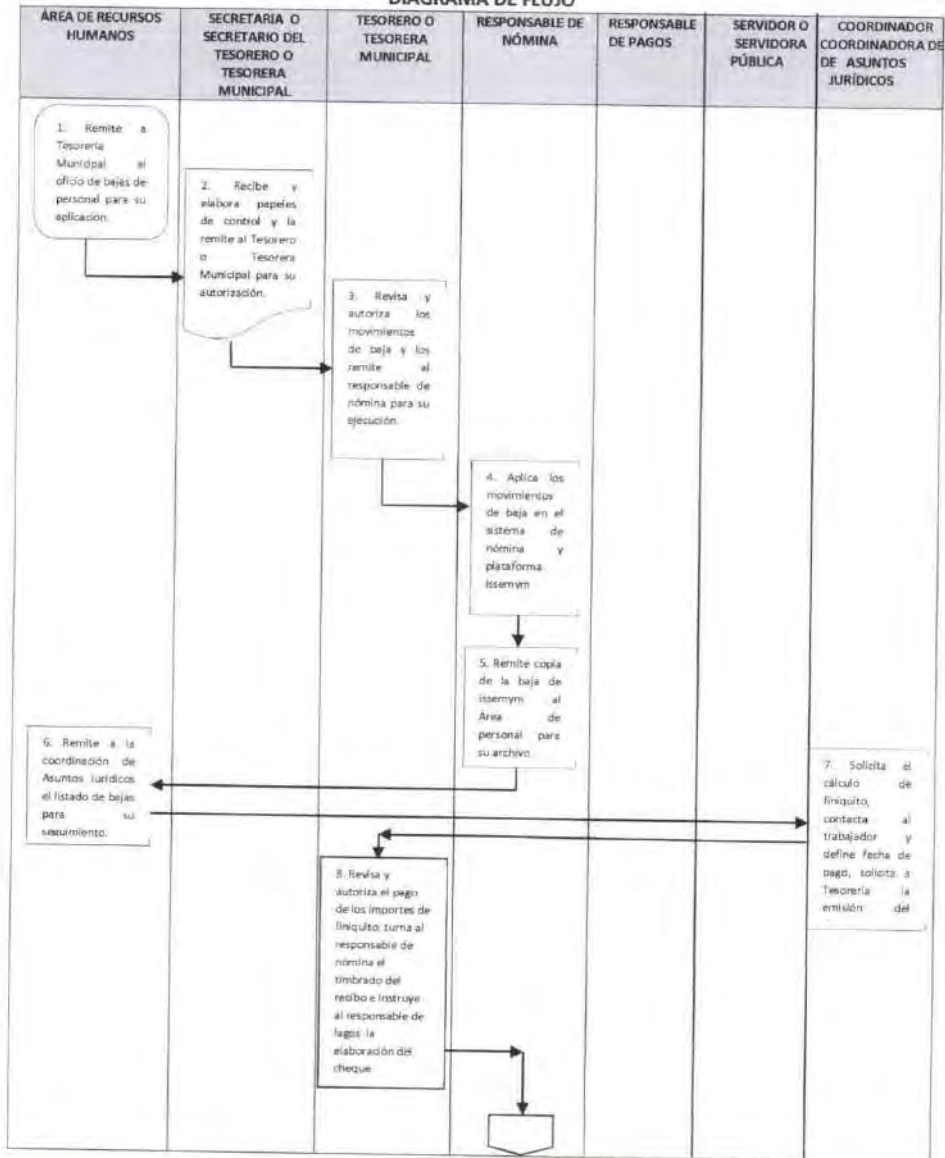 DIAGRAMA DE FLUJO
ÁREA DE RECURSOS
HUMANOS
SECRETARIA O
SECRETARIO DEL
TESORERO O
TESORERA
MUNICIPAL
TESORERO O
TESORERA
MUNICIPAL
RESPONSABLE DE
NÓMINA
RESPONSABLE
DE PAGOS
SERVIDOR O
SERVIDORA
PÚBLICA
COORDINADOR
COORDINADORA DE
DE ASUNTOS
JURÍDICOS
1. Remite a
Tesorería
Municipal el
oficio de bajas de
personal para su
aplicación.
2. Recibe y
elabora papeles
de control y la
remite al Tesorero
o Tesorera
Municipal para su
autorización.
3. Revisa y
autoriza los
movimientos
de baja y los
remite al
responsable de
nómina para su
ejecución.
4. Aplica los
movimientos
de baja en el
sistema de
nómina y
plataforma
issemym
5. Remite copia
de la baja de
issemym al
Área de
personal para
su archivo
6. Remite a la
coordinación de
Asuntos Jurídicos
el listado de bajas
para su
seguimiento.
7. Solicita el
cálculo de
finiquito,
contacta al
trabajador y
define fecha de
pago, solicita a
Tesorería la
emisión del
8. Revisa y
autoriza el pago
de los importes de
finiquito, turna al
responsable de
nómina el
timbrado del
recibo e instruye
al responsable de
lagos la
elaboración del
cheque